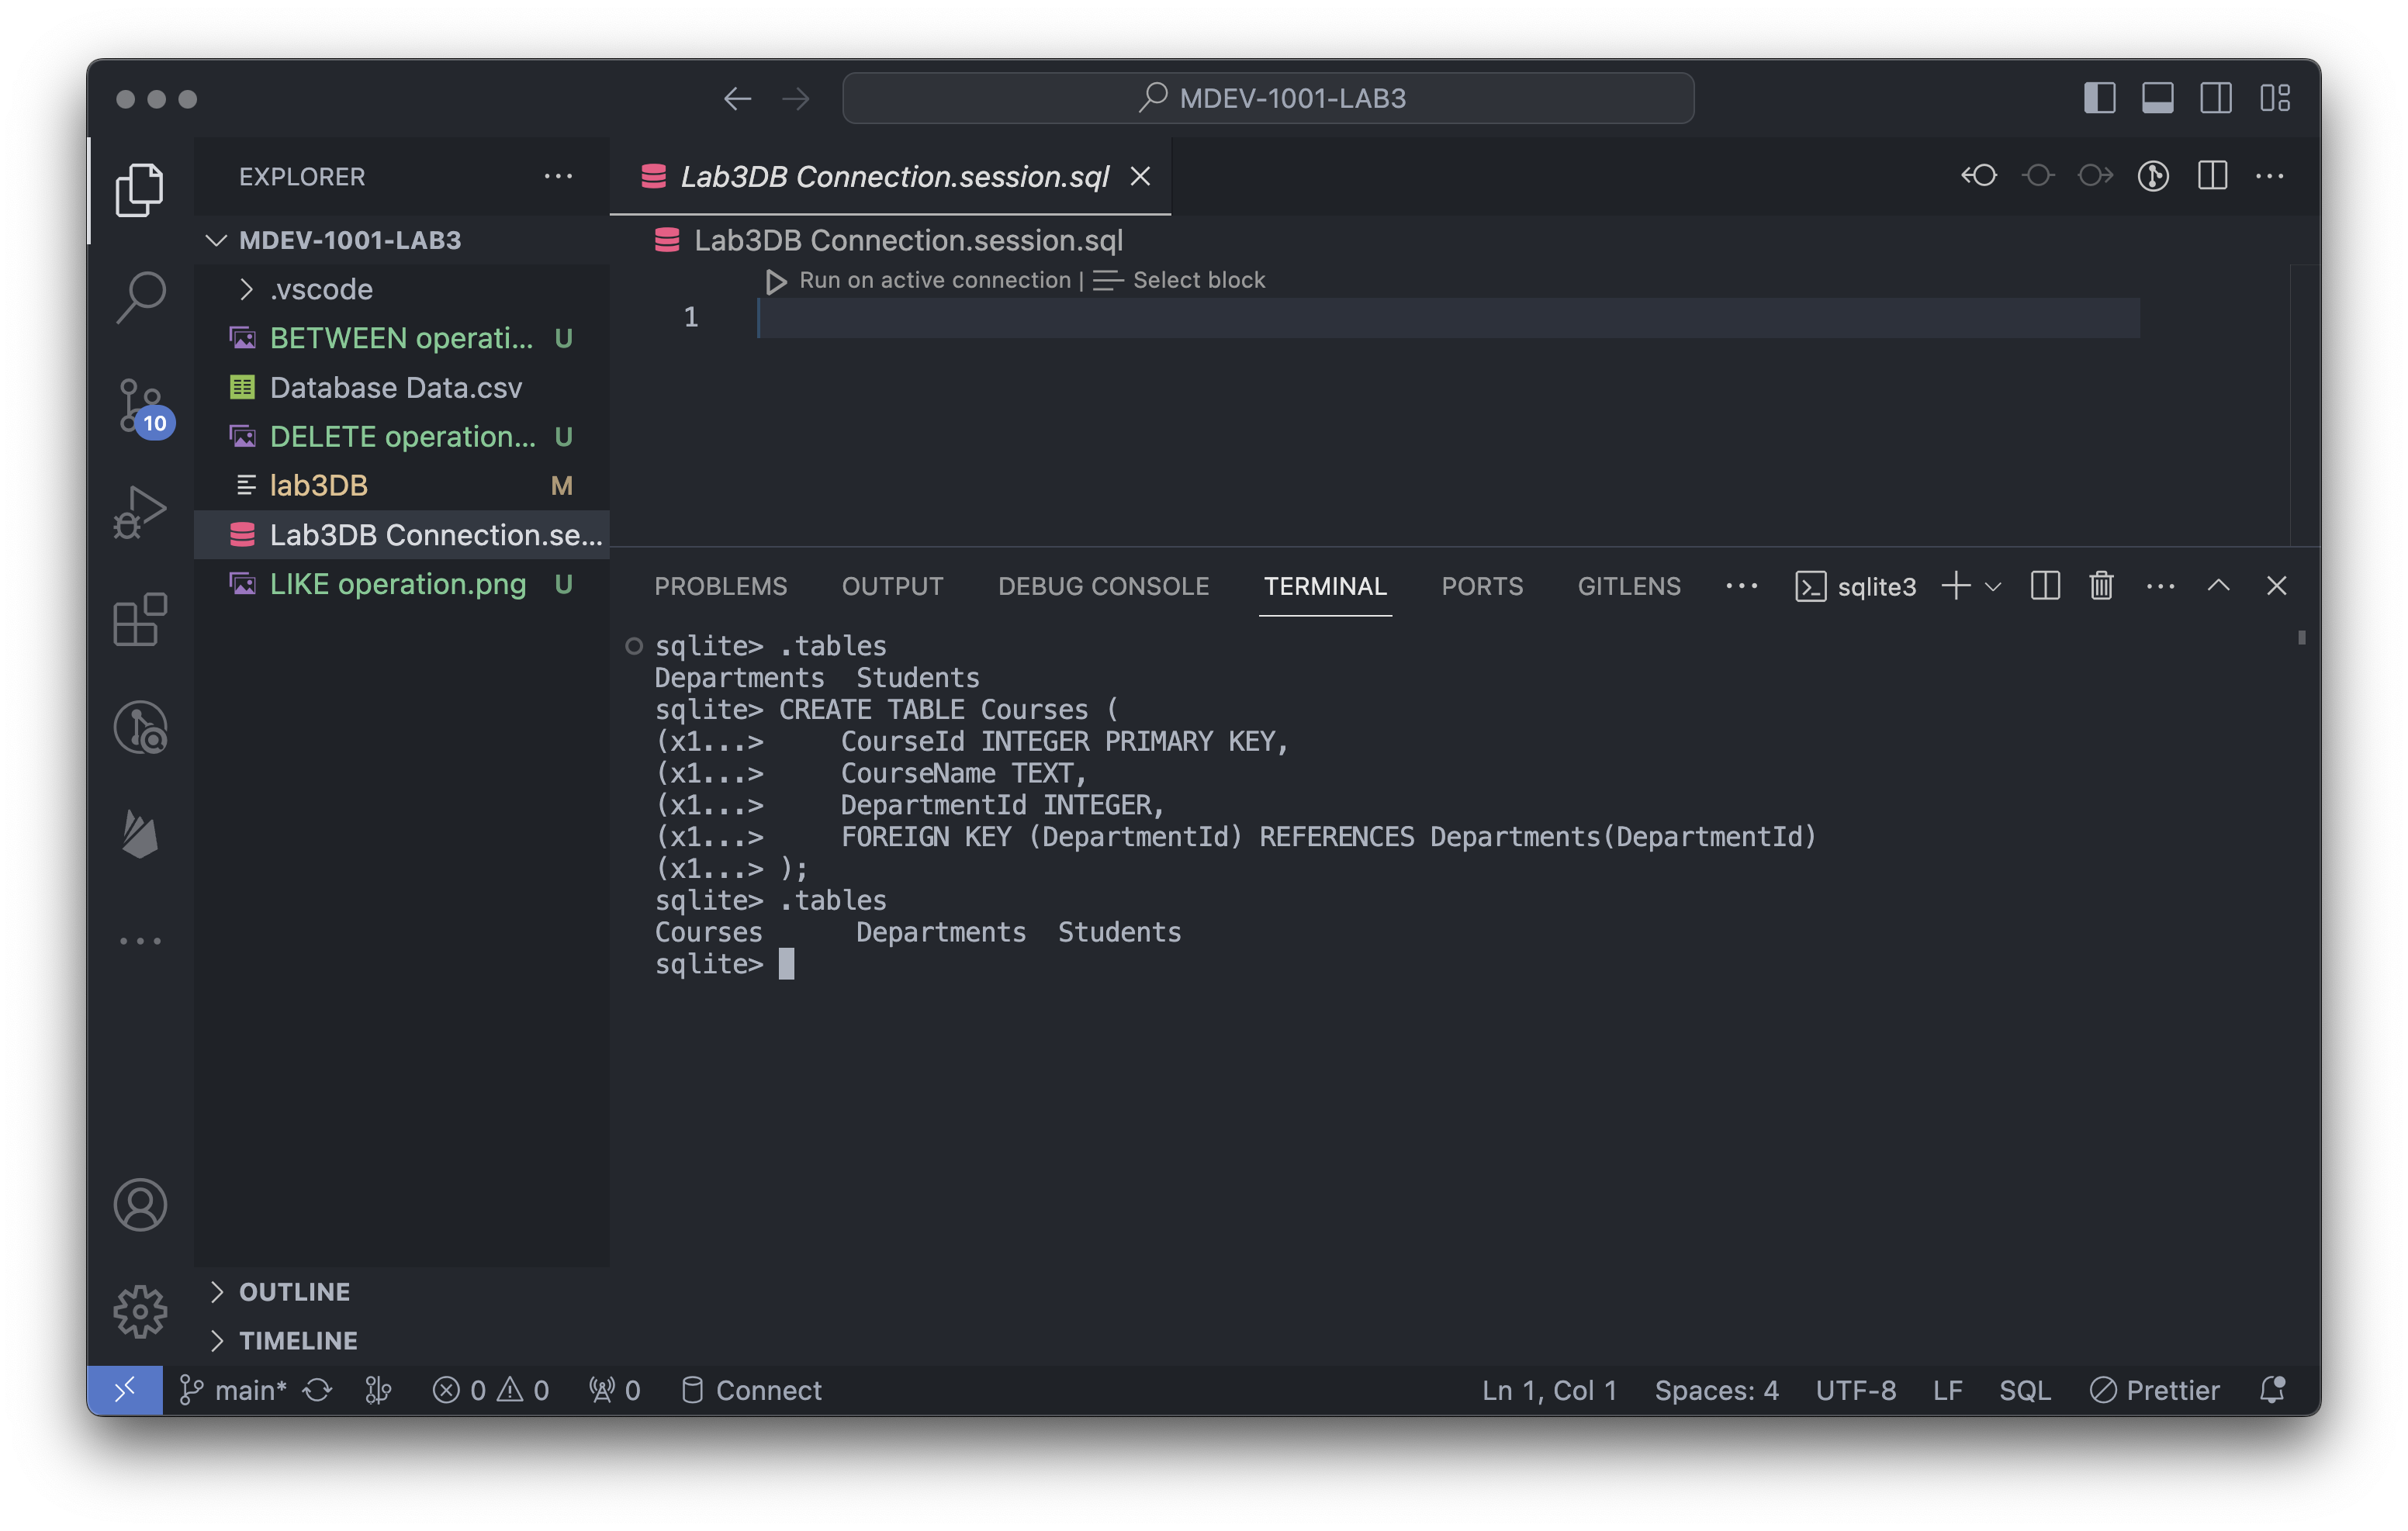 MDEV-1001-LAB3
EXPLORER
Lab3DB Connection.session.sql
MDEV-1001-LAB3
.vscode
BETWEEN operati... U
Database Data.csv
DELETE operation... U
lab3DB M
Lab3DB Connection.se...
LIKE operation.png U
10
OUTLINE
TIMELINE
Lab3DB Connection.session.sql
Run on active connection | Select block
1
PROBLEMS OUTPUT DEBUG CONSOLE TERMINAL PORTS GITLENS ... sqlite3
sqlite> .tables
Departments  Students
sqlite> CREATE TABLE Courses (
(x1...>     CourseId INTEGER PRIMARY KEY,
(x1...>     CourseName TEXT,
(x1...>     DepartmentId INTEGER,
(x1...>     FOREIGN KEY (DepartmentId) REFERENCES Departments(DepartmentId)
(x1...> );
sqlite> .tables
Courses      Departments  Students
sqlite>
main* 0 0 0 Connect Ln 1, Col 1 Spaces: 4 UTF-8 LF SQL Prettier